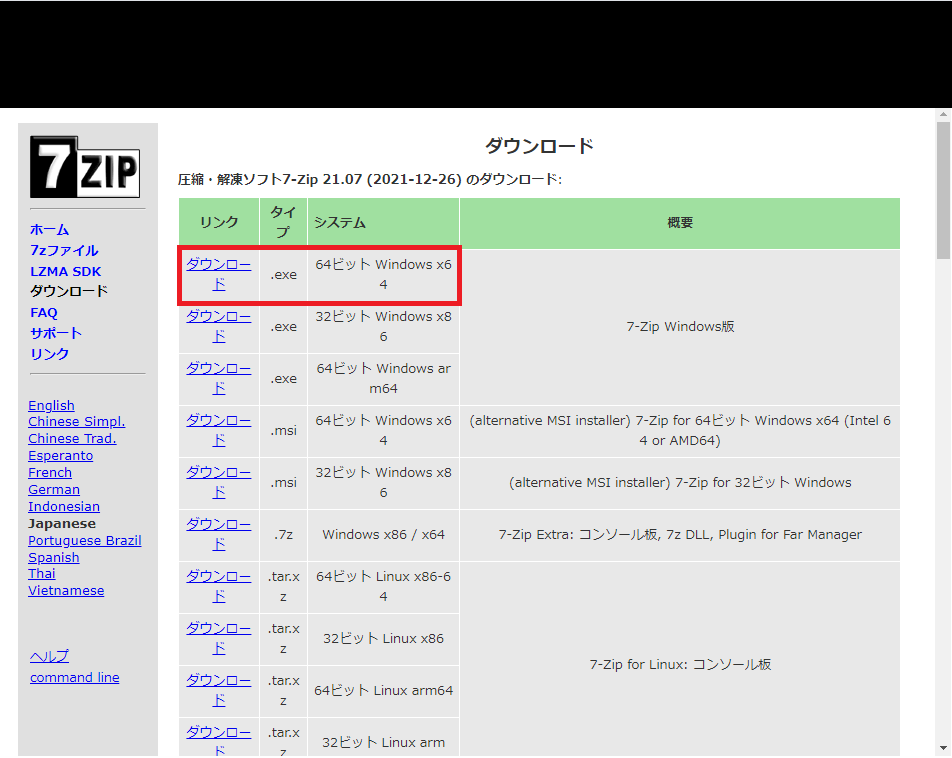 7ZIP
ホーム
7zファイル
LZMA SDK
ダウンロード
FAQ
サポート
リンク
English
Chinese Simpl.
Chinese Trad.
Esperanto
French
German
Indonesian
Japanese
Portuguese Brazil
Spanish
Thai
Vietnamese
ヘルプ
command line
ダウンロード
圧縮・解凍ソフト7-Zip 21.07 (2021-12-26) のダウンロード:
リンク
タイ
プ
システム
概要
ダウンロー
ド
.exe
64ビット Windows x6
4
7-Zip Windows版
ダウンロー
ド
.exe
32ビット Windows x8
6
ダウンロー
ド
.exe
64ビット Windows ar
m64
ダウンロー
ド
.msi
64ビット Windows x6
4
(alternative MSI installer) 7-Zip for 64ビット Windows x64 (Intel 6
4 or AMD64)
ダウンロー
ド
.msi
32ビット Windows x8
6
(alternative MSI installer) 7-Zip for 32ビット Windows
ダウンロー
ド
.7z
Windows x86 / x64
7-Zip Extra: コンソール板, 7z DLL, Plugin for Far Manager
ダウンロー
ド
.tar.x
z
64ビット Linux x86-6
4
7-Zip for Linux: コンソール板
ダウンロー
ド
.tar.x
z
32ビット Linux x86
ダウンロー
ド
.tar.x
z
64ビット Linux arm64
ダウンロー
ド
.tar.x
z
32ビット Linux arm